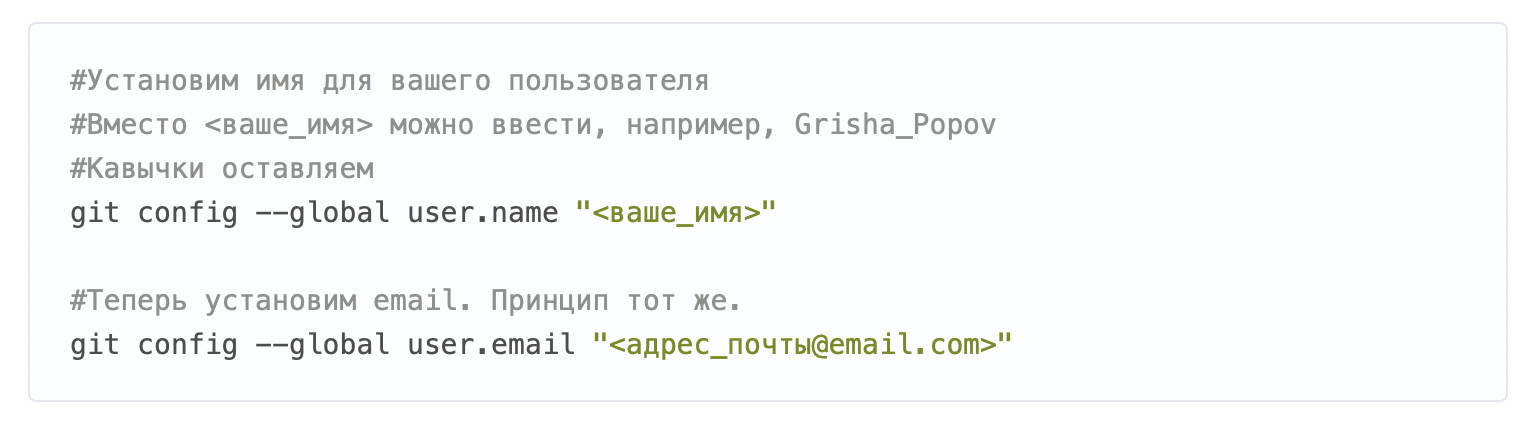 #Установим имя для вашего пользователя
#Вместо <ваше_имя> можно ввести, например, Grisha_Popov
#Кавычки оставляем
git config --global user.name "<ваше_имя>"
#Теперь установим email. Принцип тот же.
git config --global user.email "<адрес_почты@email.com>"